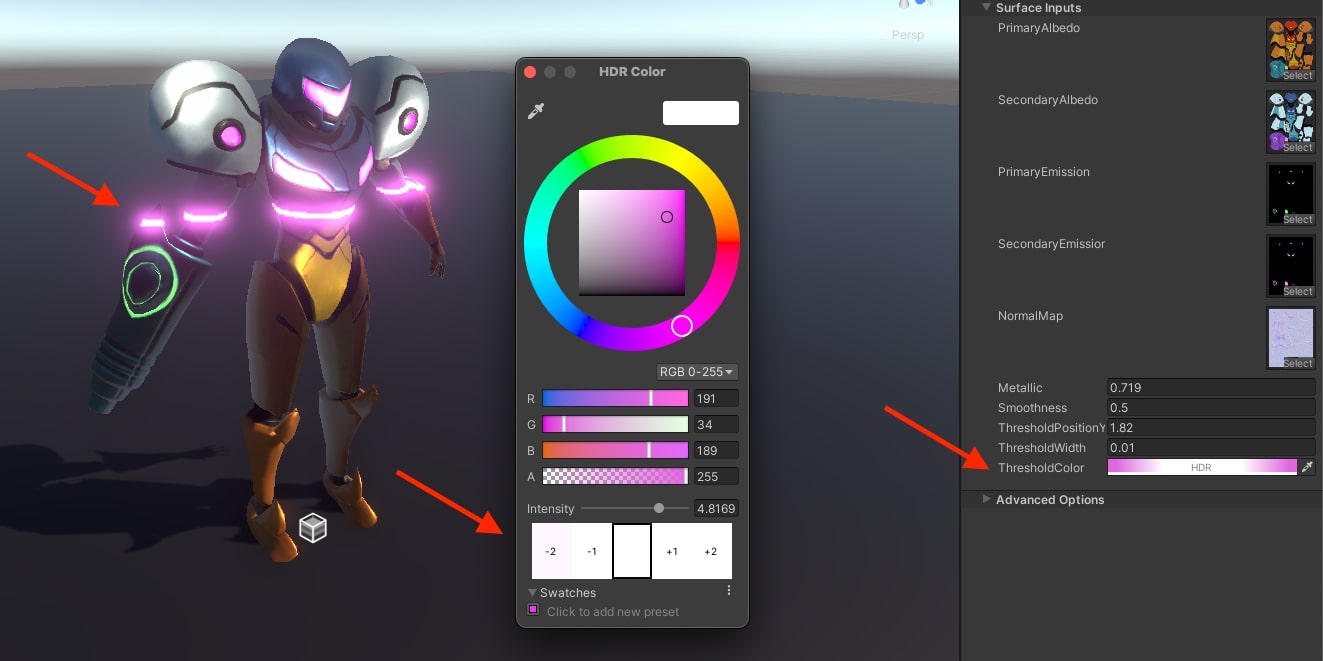 Persp
HDR Color
RGB 0-255
R 191
G 34
B 189
A 255
Intensity 4.8169
-2 -1 +1 +2
Swatches
Click to add new preset
Surface Inputs
PrimaryAlbedo
Select
SecondaryAlbedo
Select
PrimaryEmission
Select
SecondaryEmissior
Select
NormalMap
Select
Metallic 0.719
Smoothness 0.5
ThresholdPositionY 1.82
ThresholdWidth 0.01
ThresholdColor HDR
Advanced Options